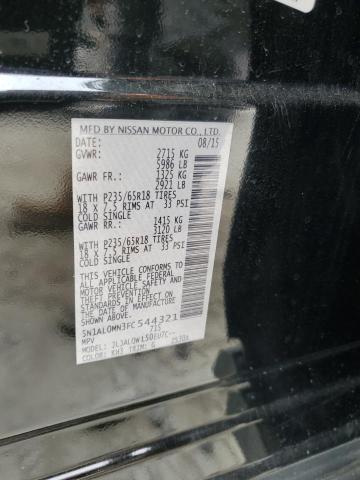 MFD BY NISSAN MOTOR CO., LTD.
DATE: 08/15
GVWR: 2715 KG
5986 LB
GAWR FR.: 1325 KG
2921 LB
WITH P235/65R18 TIRES
18 X 7.5 RIMS AT 33 PSI
COLD SINGLE
GAWR RR.: 1415 KG
3120 LB
WITH P235/65R18 TIRES
18 X 7.5 RIMS AT 33 PSI
COLD SINGLE
THIS VEHICLE CONFORMS TO ALL
APPLICABLE FEDERAL MOTOR VEHICLE
SAFETY AND THEFT PREVENTION
STANDARDS IN EFFECT ON THE DATE
OF MANUFACTURE SHOWN ABOVE.
5N1AL0MN3FC544321
MPV 715
MODEL:
COLOR: KH3 TRIM: G